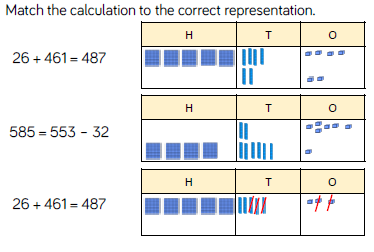 Match the calculation to the correct representation.
H T O
26 + 461 = 487
H T O
585 = 553 - 32
H T O
26 + 461 = 487